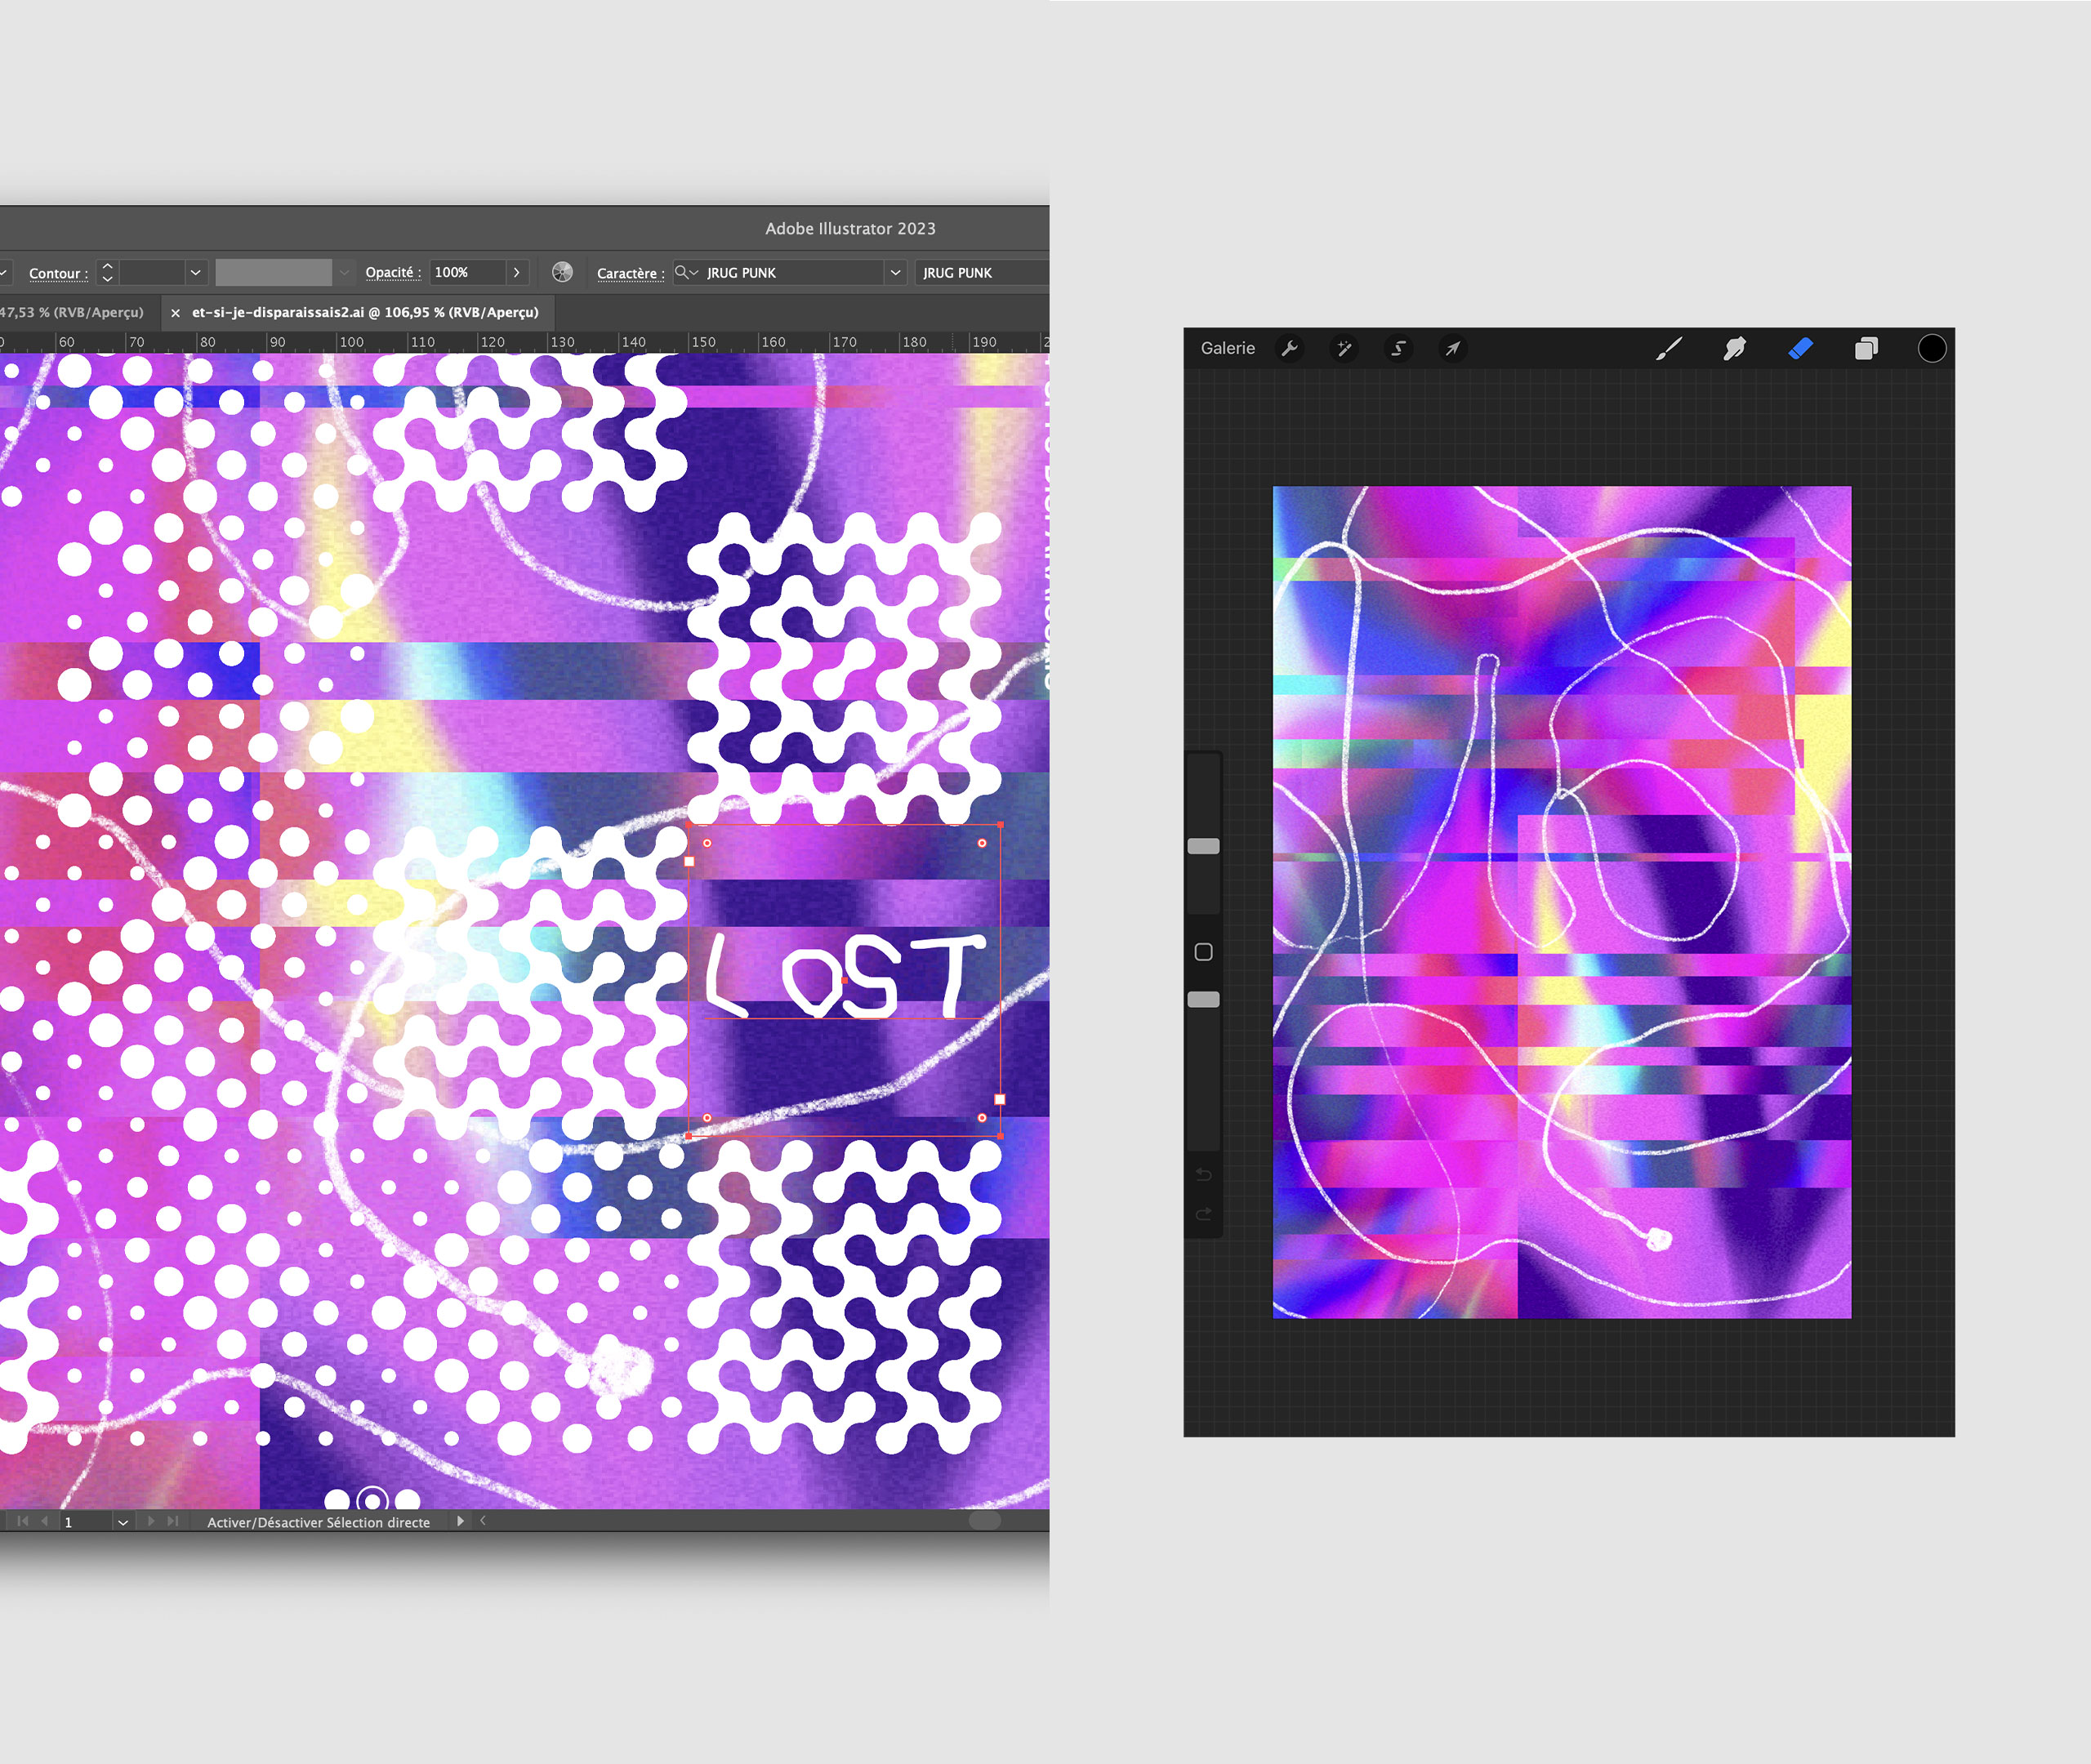 Adobe Illustrator 2023
Contour : Opacité : 100% Caractère : JRUG PUNK JRUG PUNK
47,53 % (RVB/Aperçu) × et-si-je-disparaissais2.ai @ 106,95 % (RVB/Aperçu)
60 70 80 90 100 110 120 130 140 150 160 170 180 190
LOST
1 Activer/Désactiver Sélection directe
Galerie